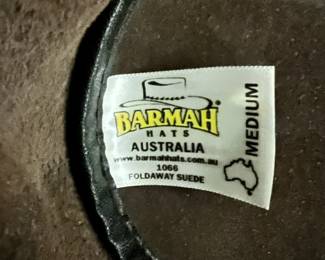 BARMAH®
HATS
AUSTRALIA
www.barmahhats.com.au
1066
FOLDAWAY SUEDE
MEDIUM